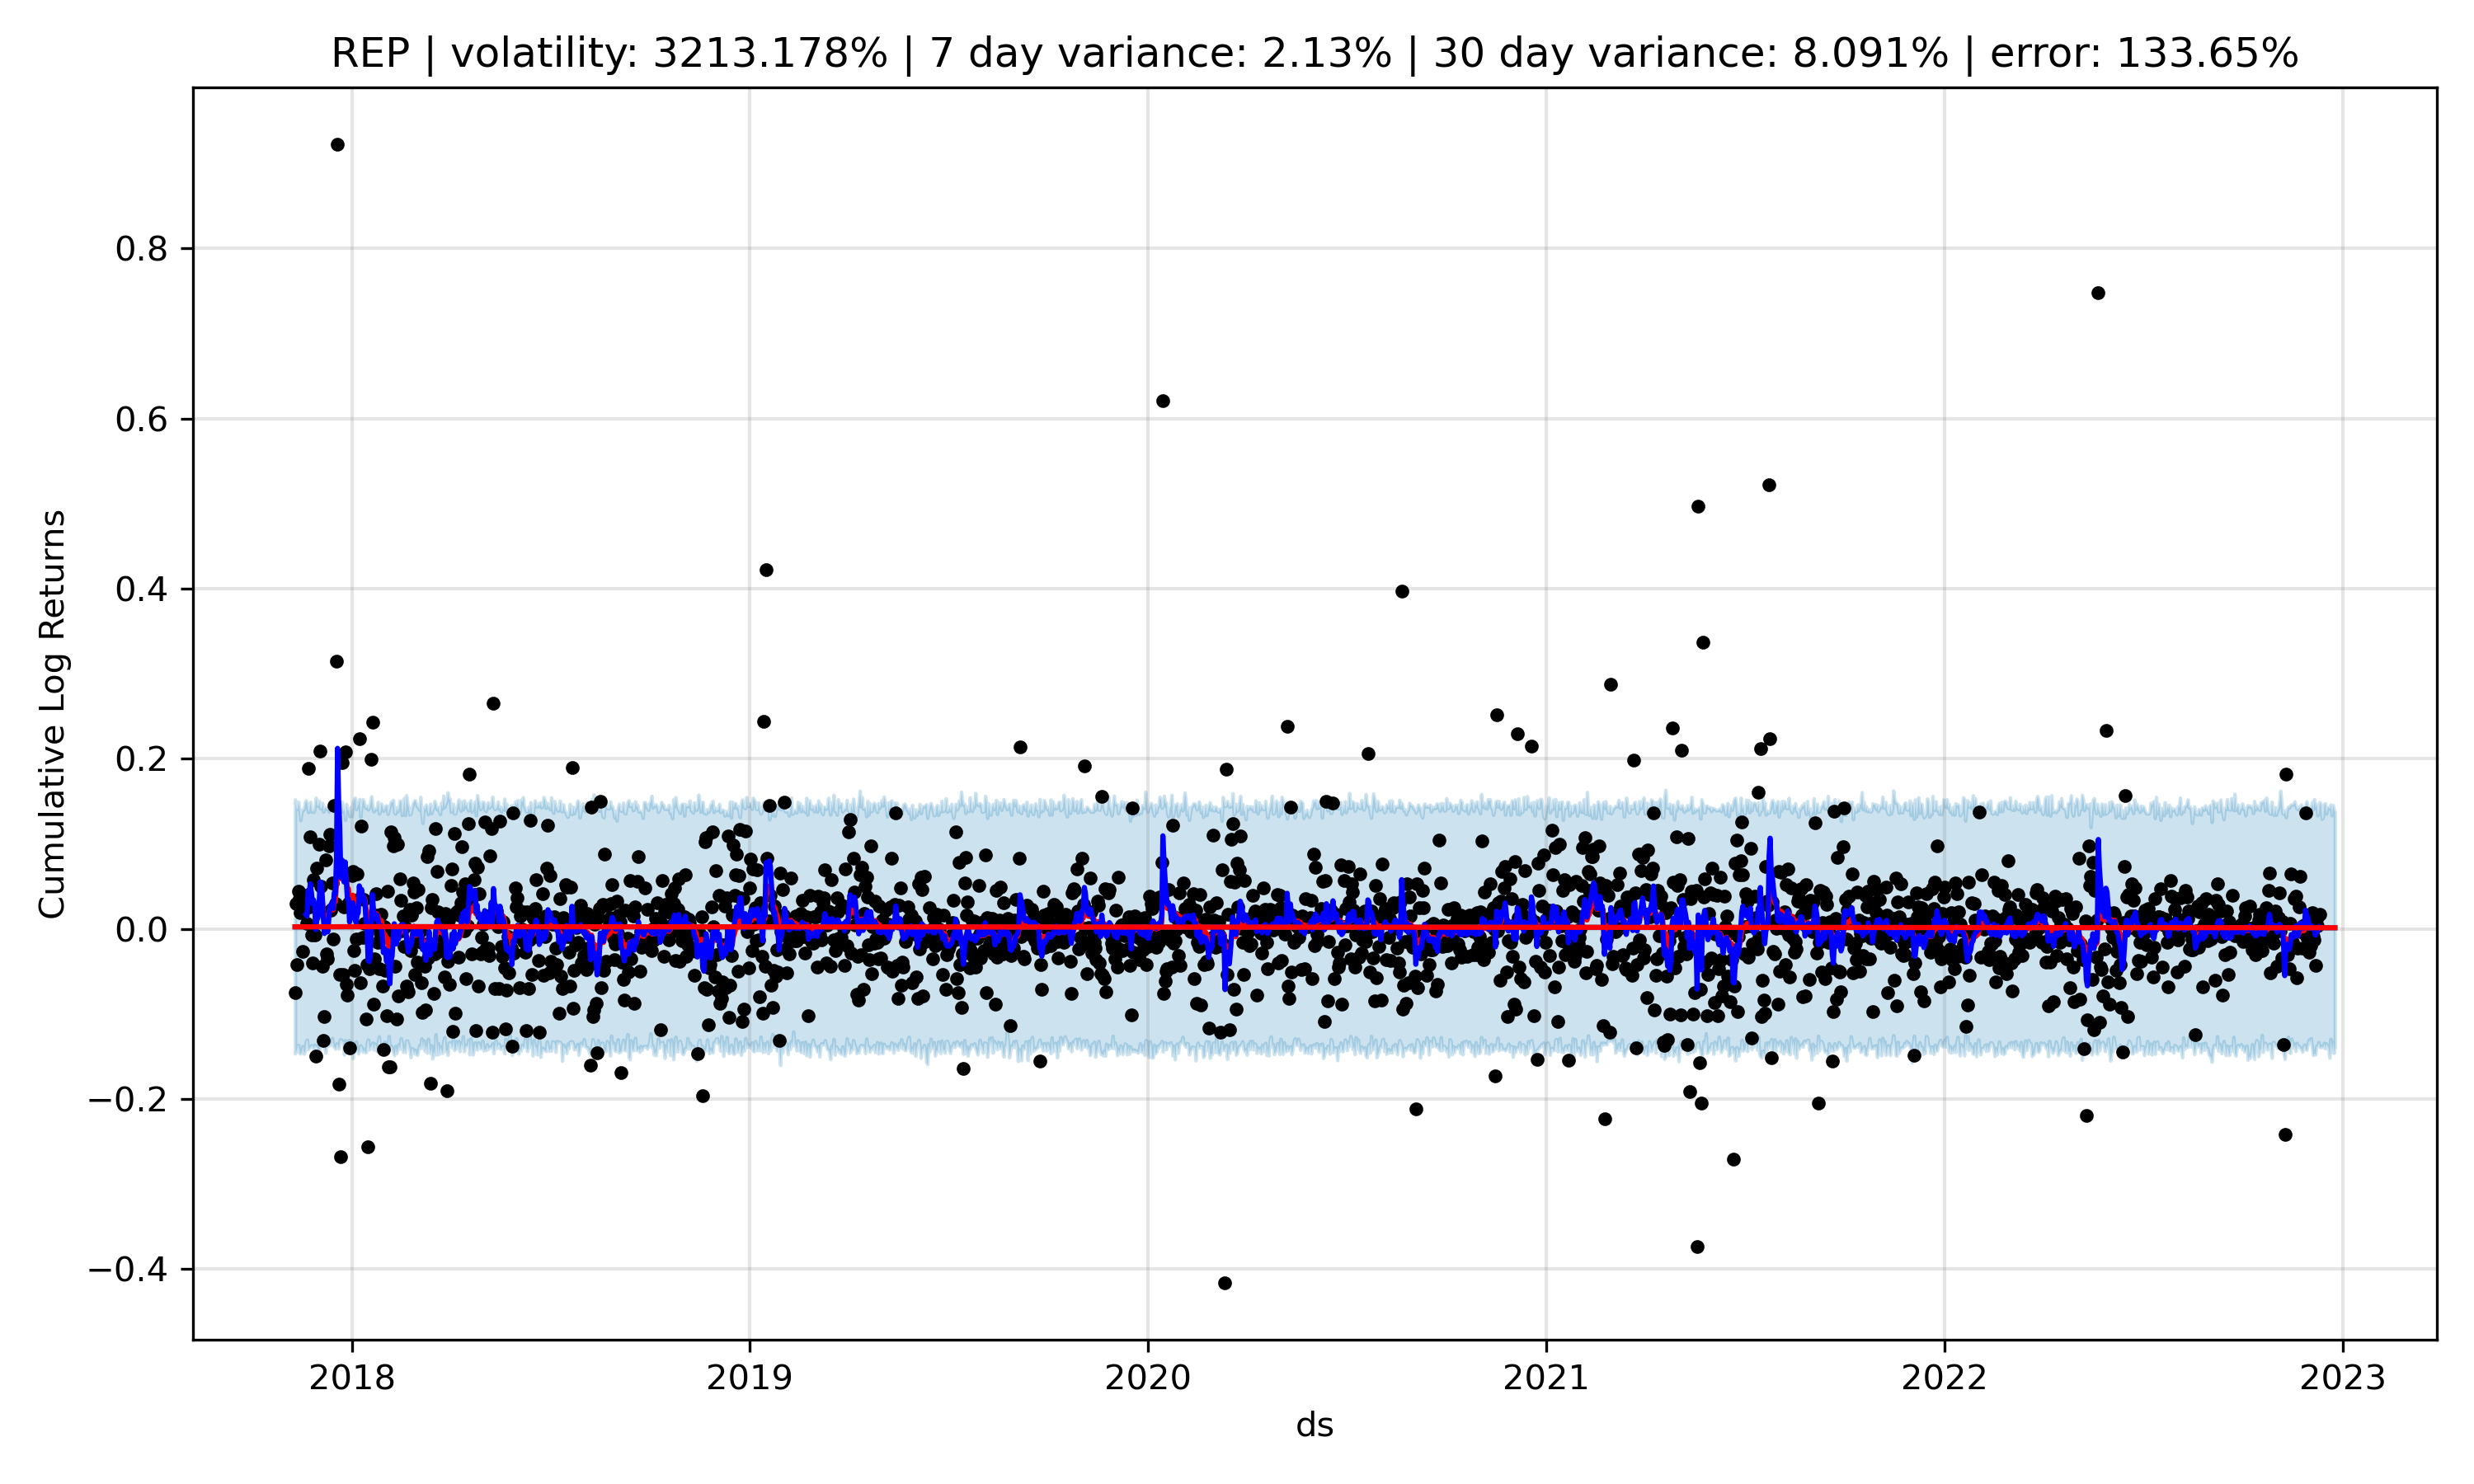 REP | volatility: 3213.178% | 7 day variance: 2.13% | 30 day variance: 8.091% | error: 133.65%
Cumulative Log Returns
0.8
0.6
0.4
0.2
0.0
−0.2
−0.4
2018 2019 2020 2021 2022 2023
ds